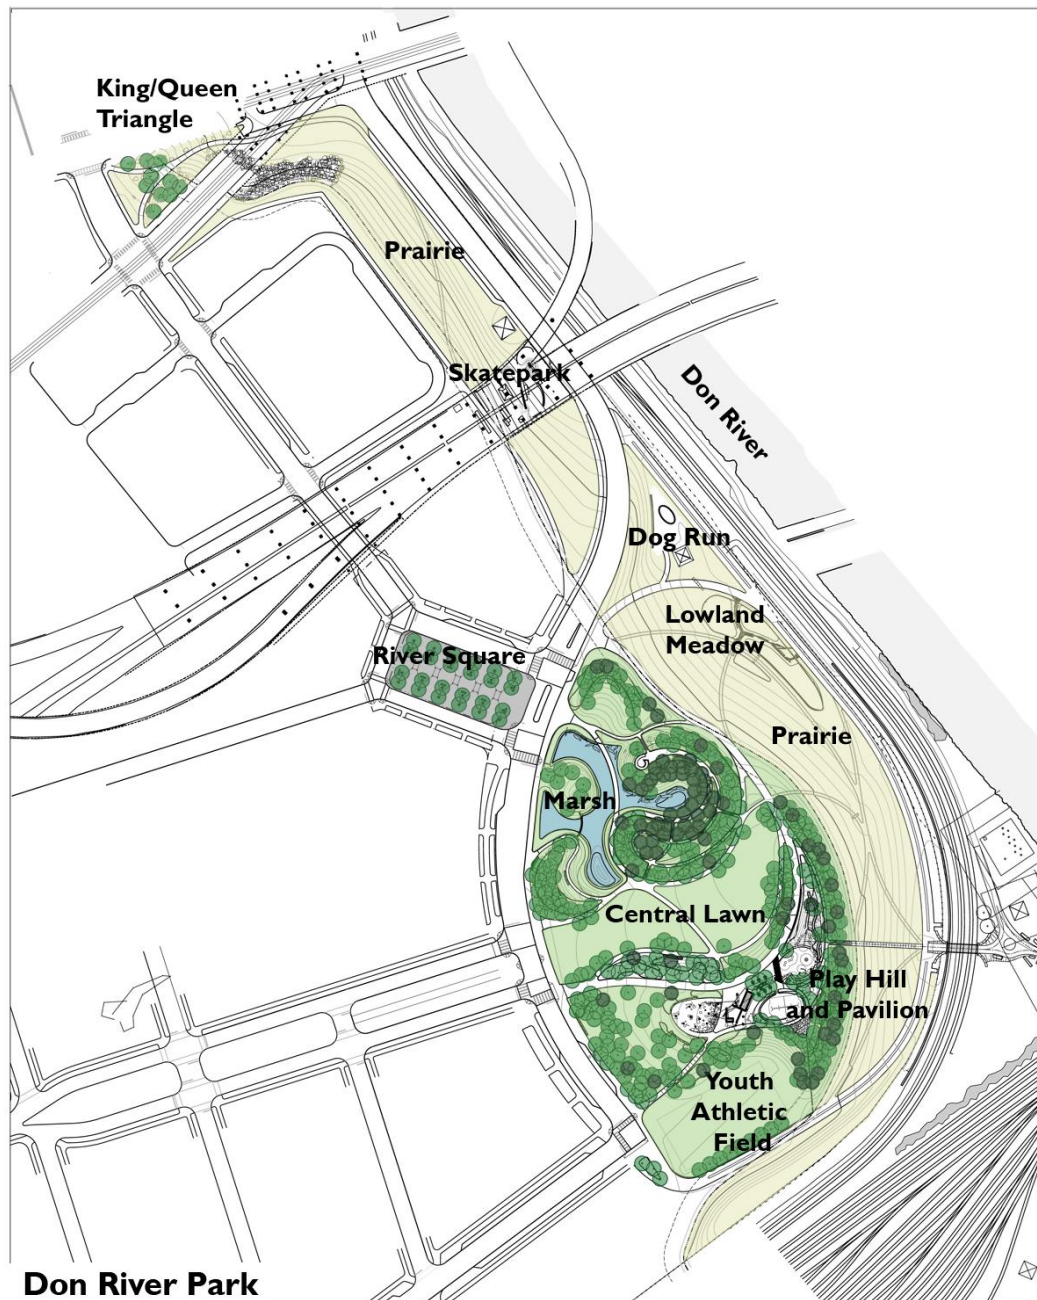 King/Queen
Triangle
Prairie
Skatepark
Don River
Dog Run
Lowland
Meadow
River Square
Prairie
Marsh
Central Lawn
Play Hill
and Pavilion
Youth
Athletic
Field
Don River Park